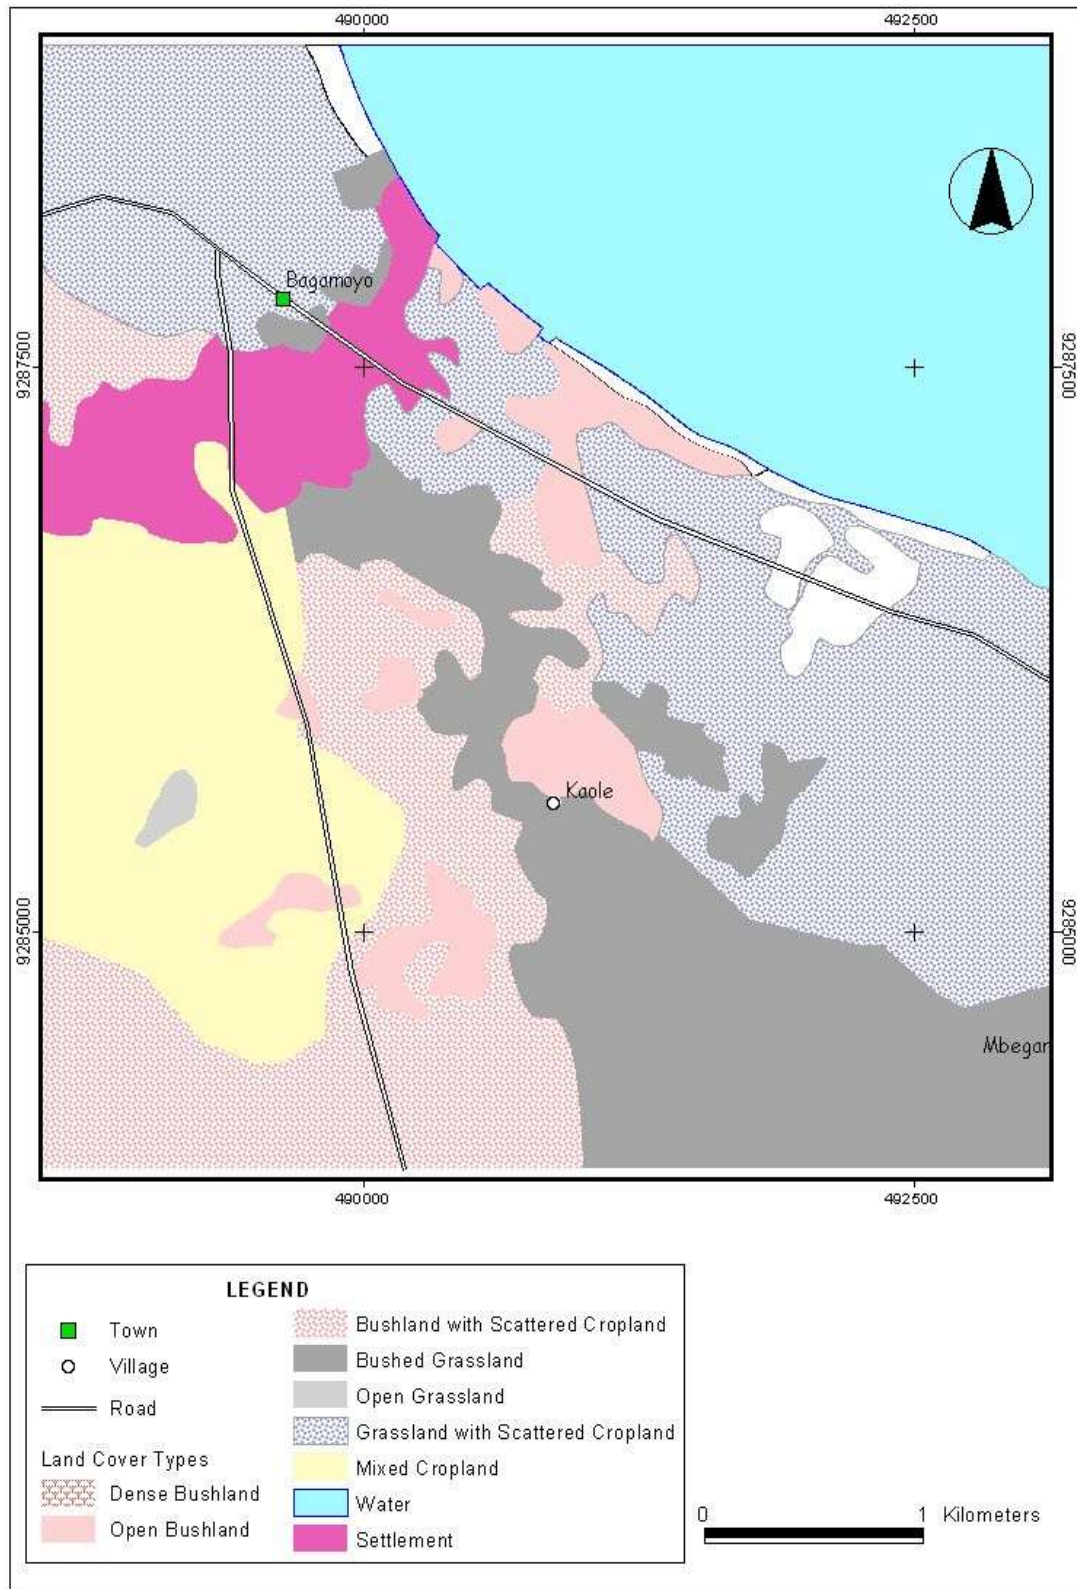 490000 492500
Bagamoyo
9287500 9287500
Kaole
9285000 9285000
Mbegar
490000 492500
LEGEND
Town
Village
Road
Land Cover Types
Dense Bushland
Open Bushland
Bushland with Scattered Cropland
Bushed Grassland
Open Grassland
Grassland with Scattered Cropland
Mixed Cropland
Water
Settlement
0 1 Kilometers